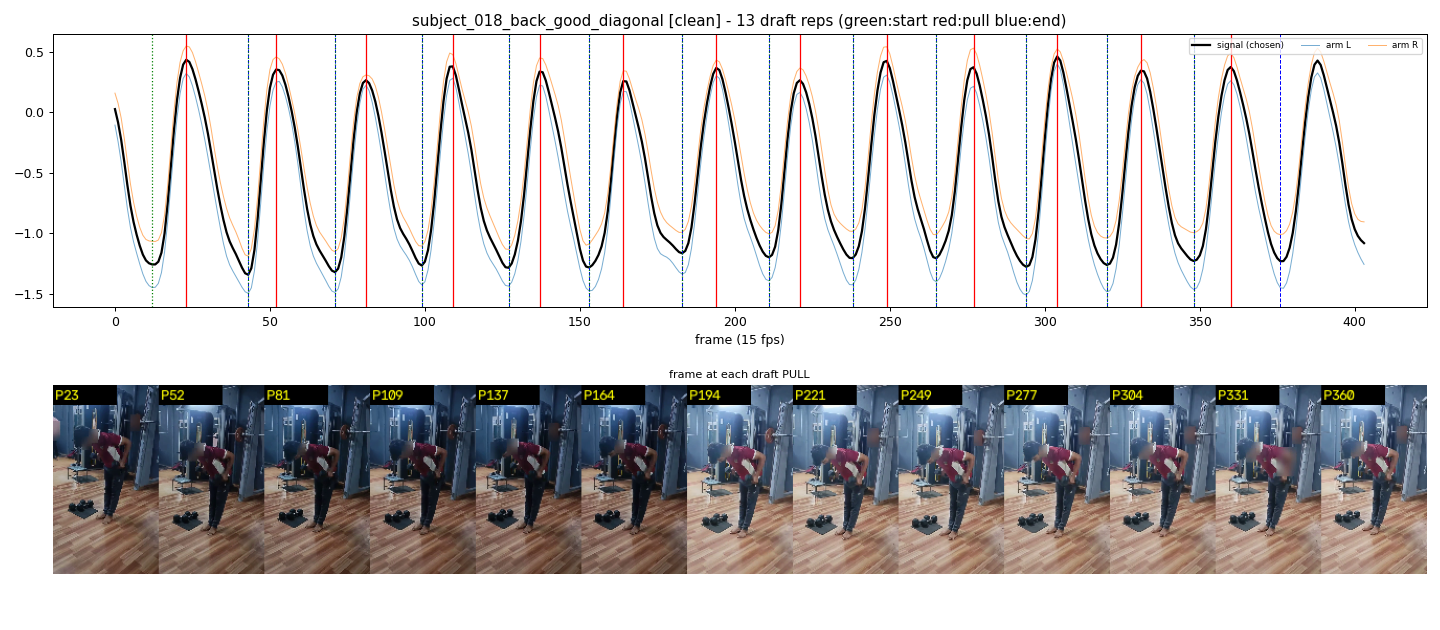 subject_018_back_good_diagonal [clean] - 13 draft reps (green:start red:pull blue:end)
signal (chosen) arm L arm R
0.5
0.0
−0.5
−1.0
−1.5
0 50 100 150 200 250 300 350 400
frame (15 fps)
frame at each draft PULL
P23 P52 P81 P109 P137 P164 P194 P221 P249 P277 P304 P331 P360